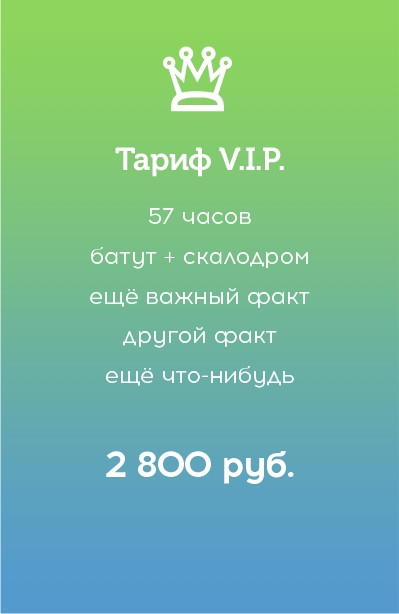 Тариф V.I.P.
57 часов
батут + скалодром
ещё важный факт
другой факт
ещё что-нибудь
2 800 руб.